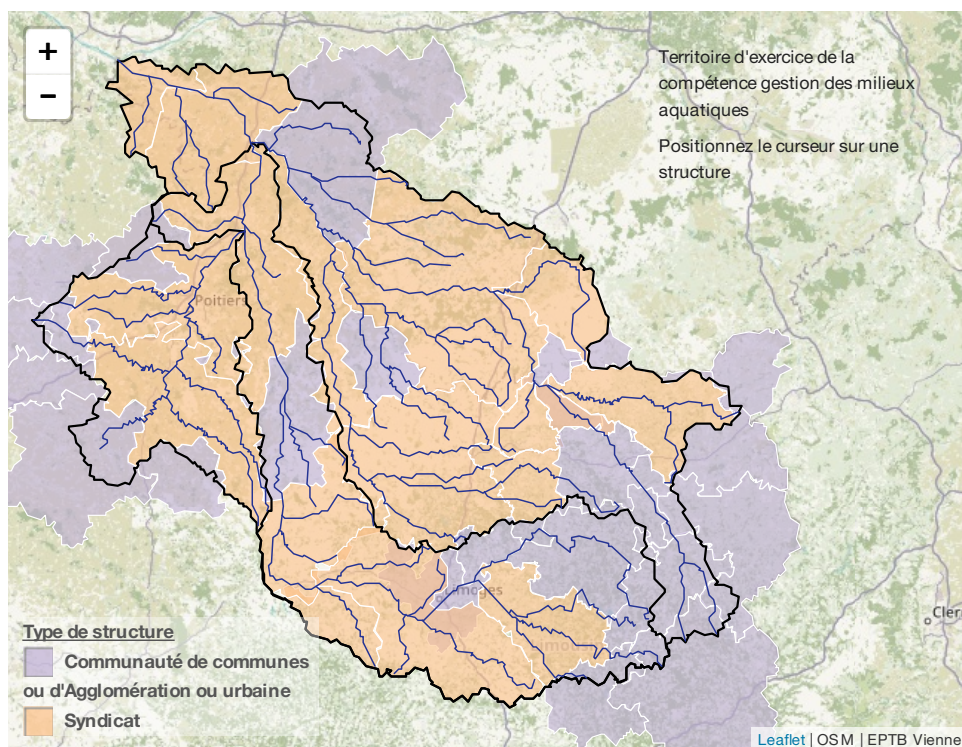 +
−
Territoire d'exercice de la
compétence gestion des milieux
aquatiques
Positionnez le curseur sur une
structure
Poitiers
Limoges
Cler
Type de structure
Communauté de communes
ou d'Agglomération ou urbaine
Syndicat
Leaflet | OSM | EPTB Vienne